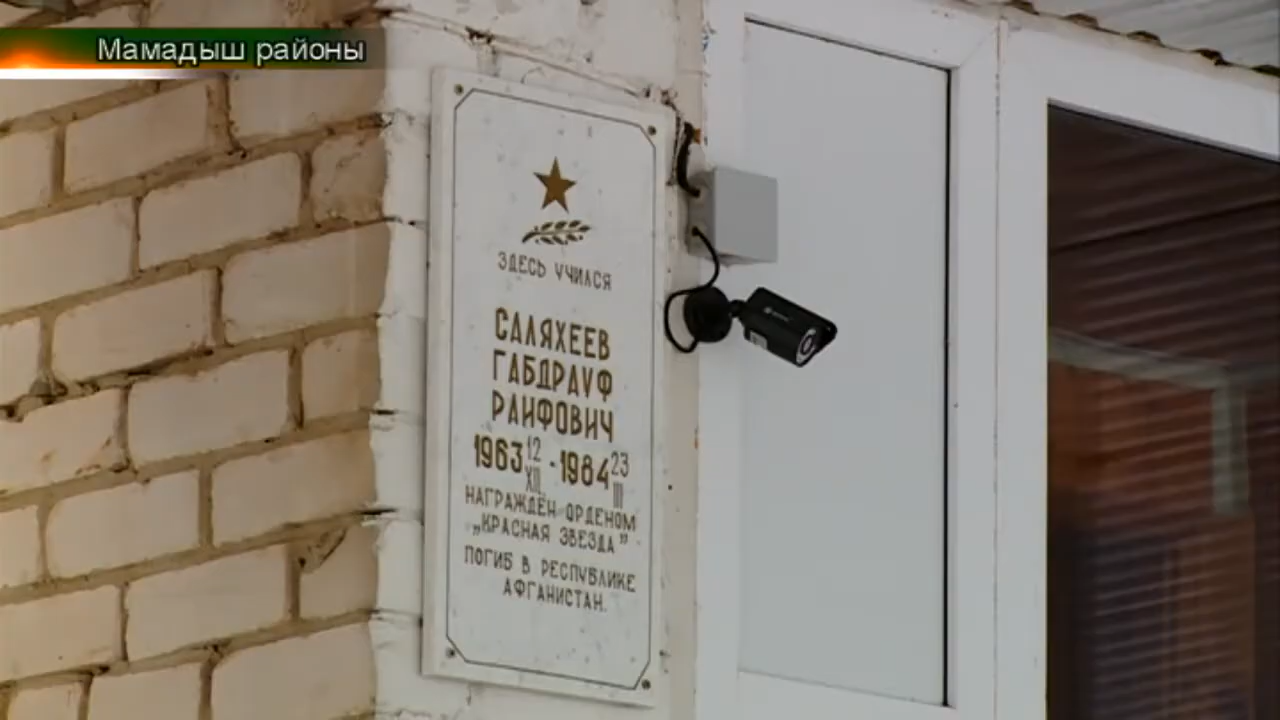 Мамадыш районы
ЗДЕСЬ УЧИЛСЯ
САЛЯХЕЕВ
ГАБДРАУФ
РАИФОВИЧ
1963 12 XII - 1984 23 III
НАГРАЖДЁН ОРДЕНОМ
„КРАСНАЯ ЗВЕЗДА”
ПОГИБ В РЕСПУБЛИКЕ
АФГАНИСТАН.